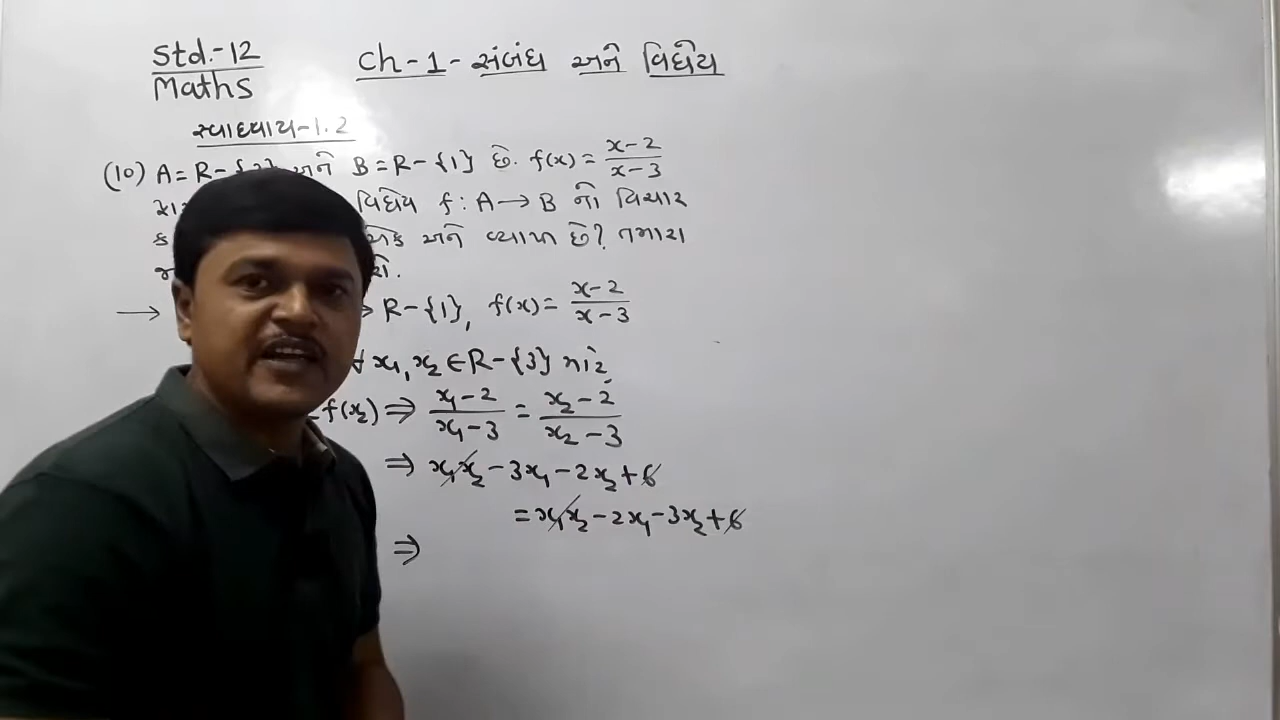 Std.-12
Maths
Ch-1-સંબંધ અને વિધેય
સ્વાધ્યાય-1.2
(10) A=R- અને B=R-{1} છે. f(x) = x-2/x-3
વિધેય f: A→B નો વિચાર
અને વ્યાપ્ત છે? તમારા
→ R-{1}, f(x) = x-2/x-3
∀ x₁, x₂ ∈ R-{3} માટે
f(x₂) ⇒ x₁-2/x₁-3 = x₂-2/x₂-3
⇒ x₁x₂ - 3x₁ - 2x₂ + 6
= x₁x₂ - 2x₁ - 3x₂ + 6
⇒